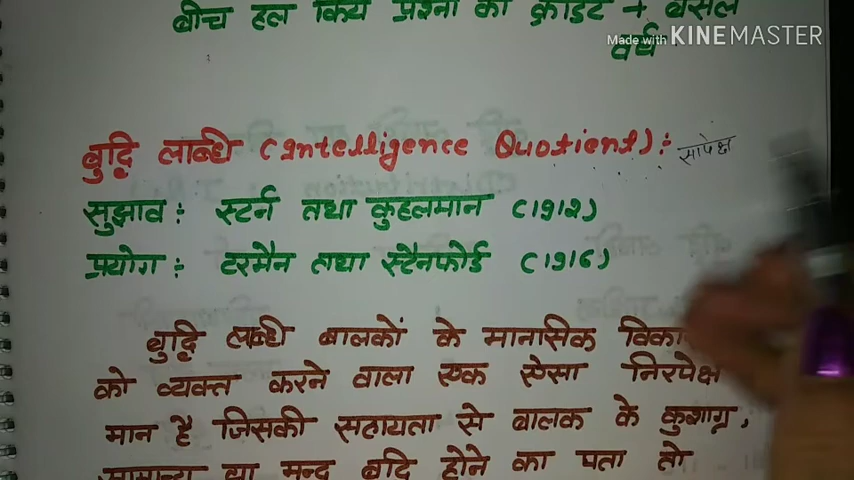 बीच हल किये प्रश्नों का क्रेडिट + बेसल
वर्ष
Made with KINEMASTER
बुद्धि लब्धि (Intelligence Quotient) : सापेक्ष
सुझाव : स्टर्न तथा कुहलमान (1912)
प्रयोग : टरमैन तथा स्टैनफोर्ड (1916)
बुद्धि लब्धी बालकों के मानसिक
को व्यक्त करने वाला एक ऐसा निरपेक्ष
मान है जिसकी सहायता से बालक के कुशाग्र,
सामान्य या मन्द बुद्धि होने का पता तो